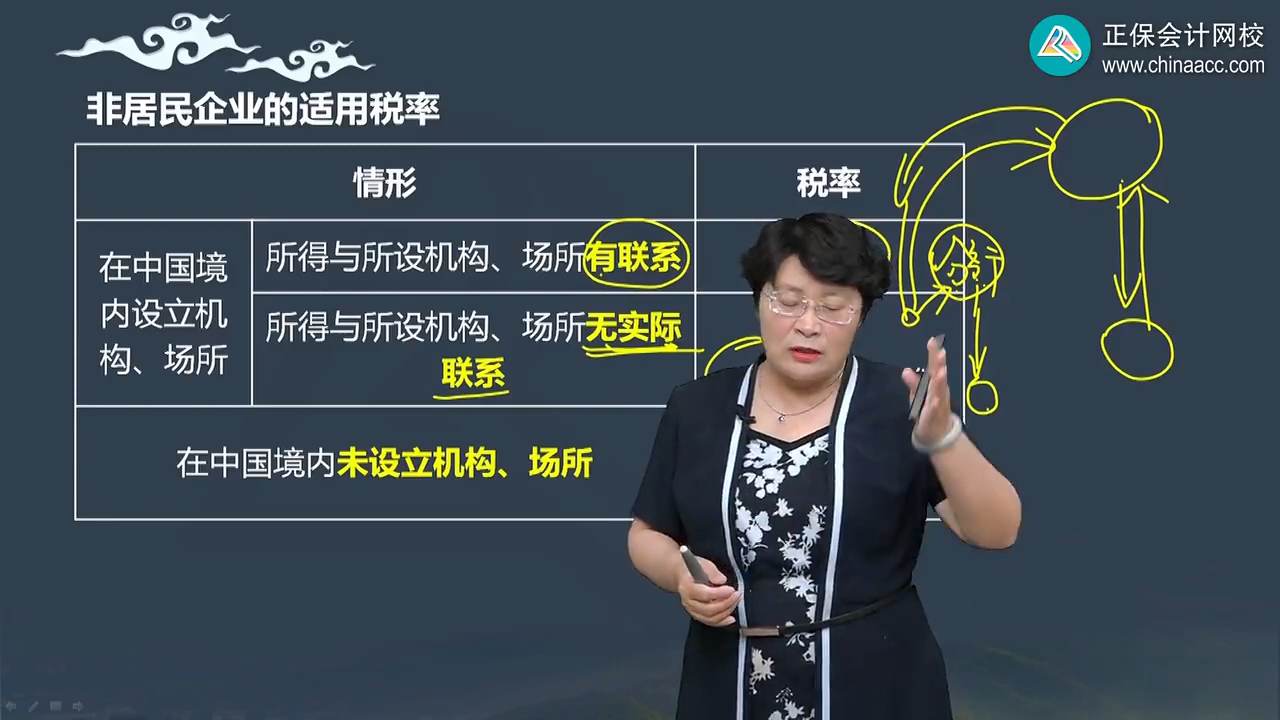 正保会计网校
www.chinaacc.com
非居民企业的适用税率
情形
税率
在中国境
内设立机
构、场所
所得与所设机构、场所有联系
所得与所设机构、场所无实际
联系
在中国境内未设立机构、场所